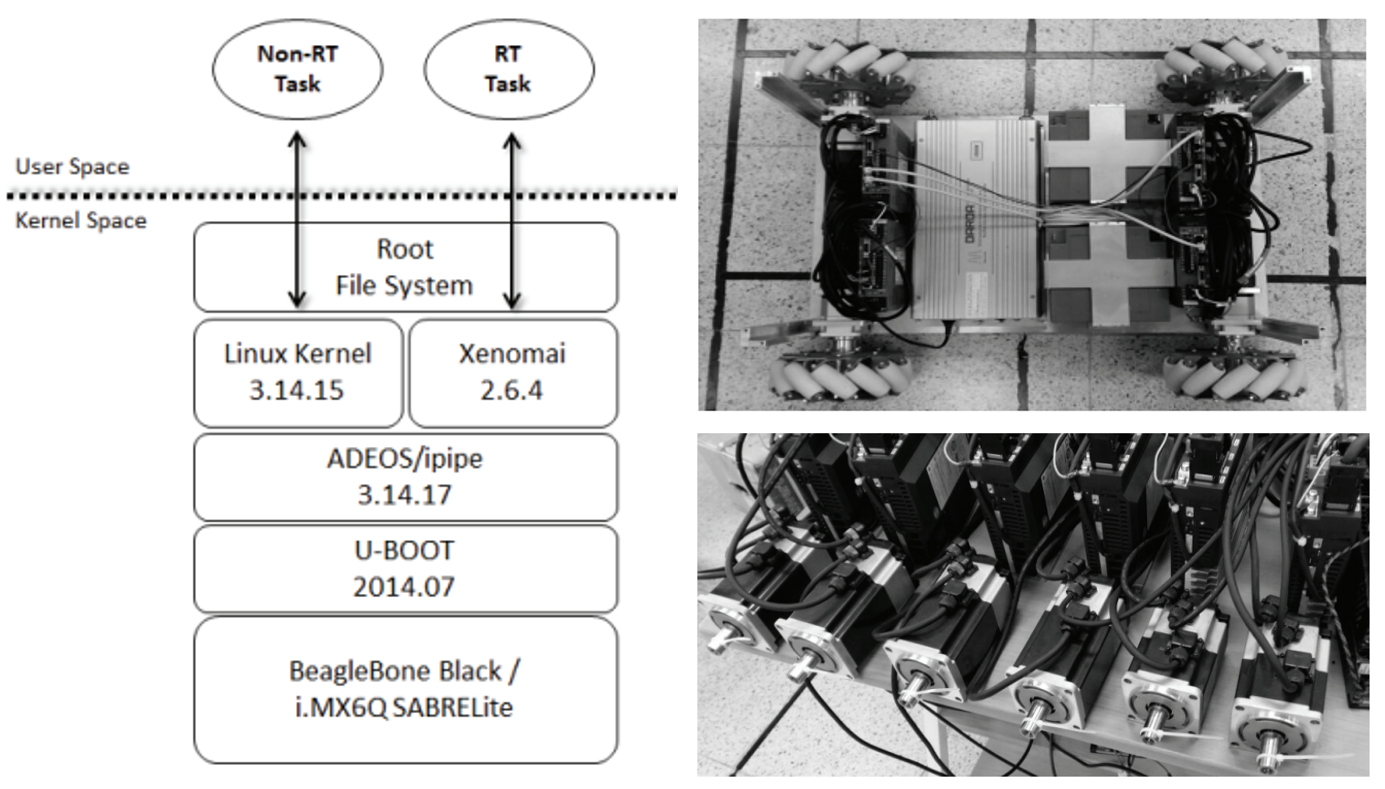 Non-RT
Task
RT
Task
User Space
Kernel Space
Root
File System
Linux Kernel
3.14.15
Xenomai
2.6.4
ADEOS/ipipe
3.14.17
U-BOOT
2014.07
BeagleBone Black /
i.MX6Q SABRELite